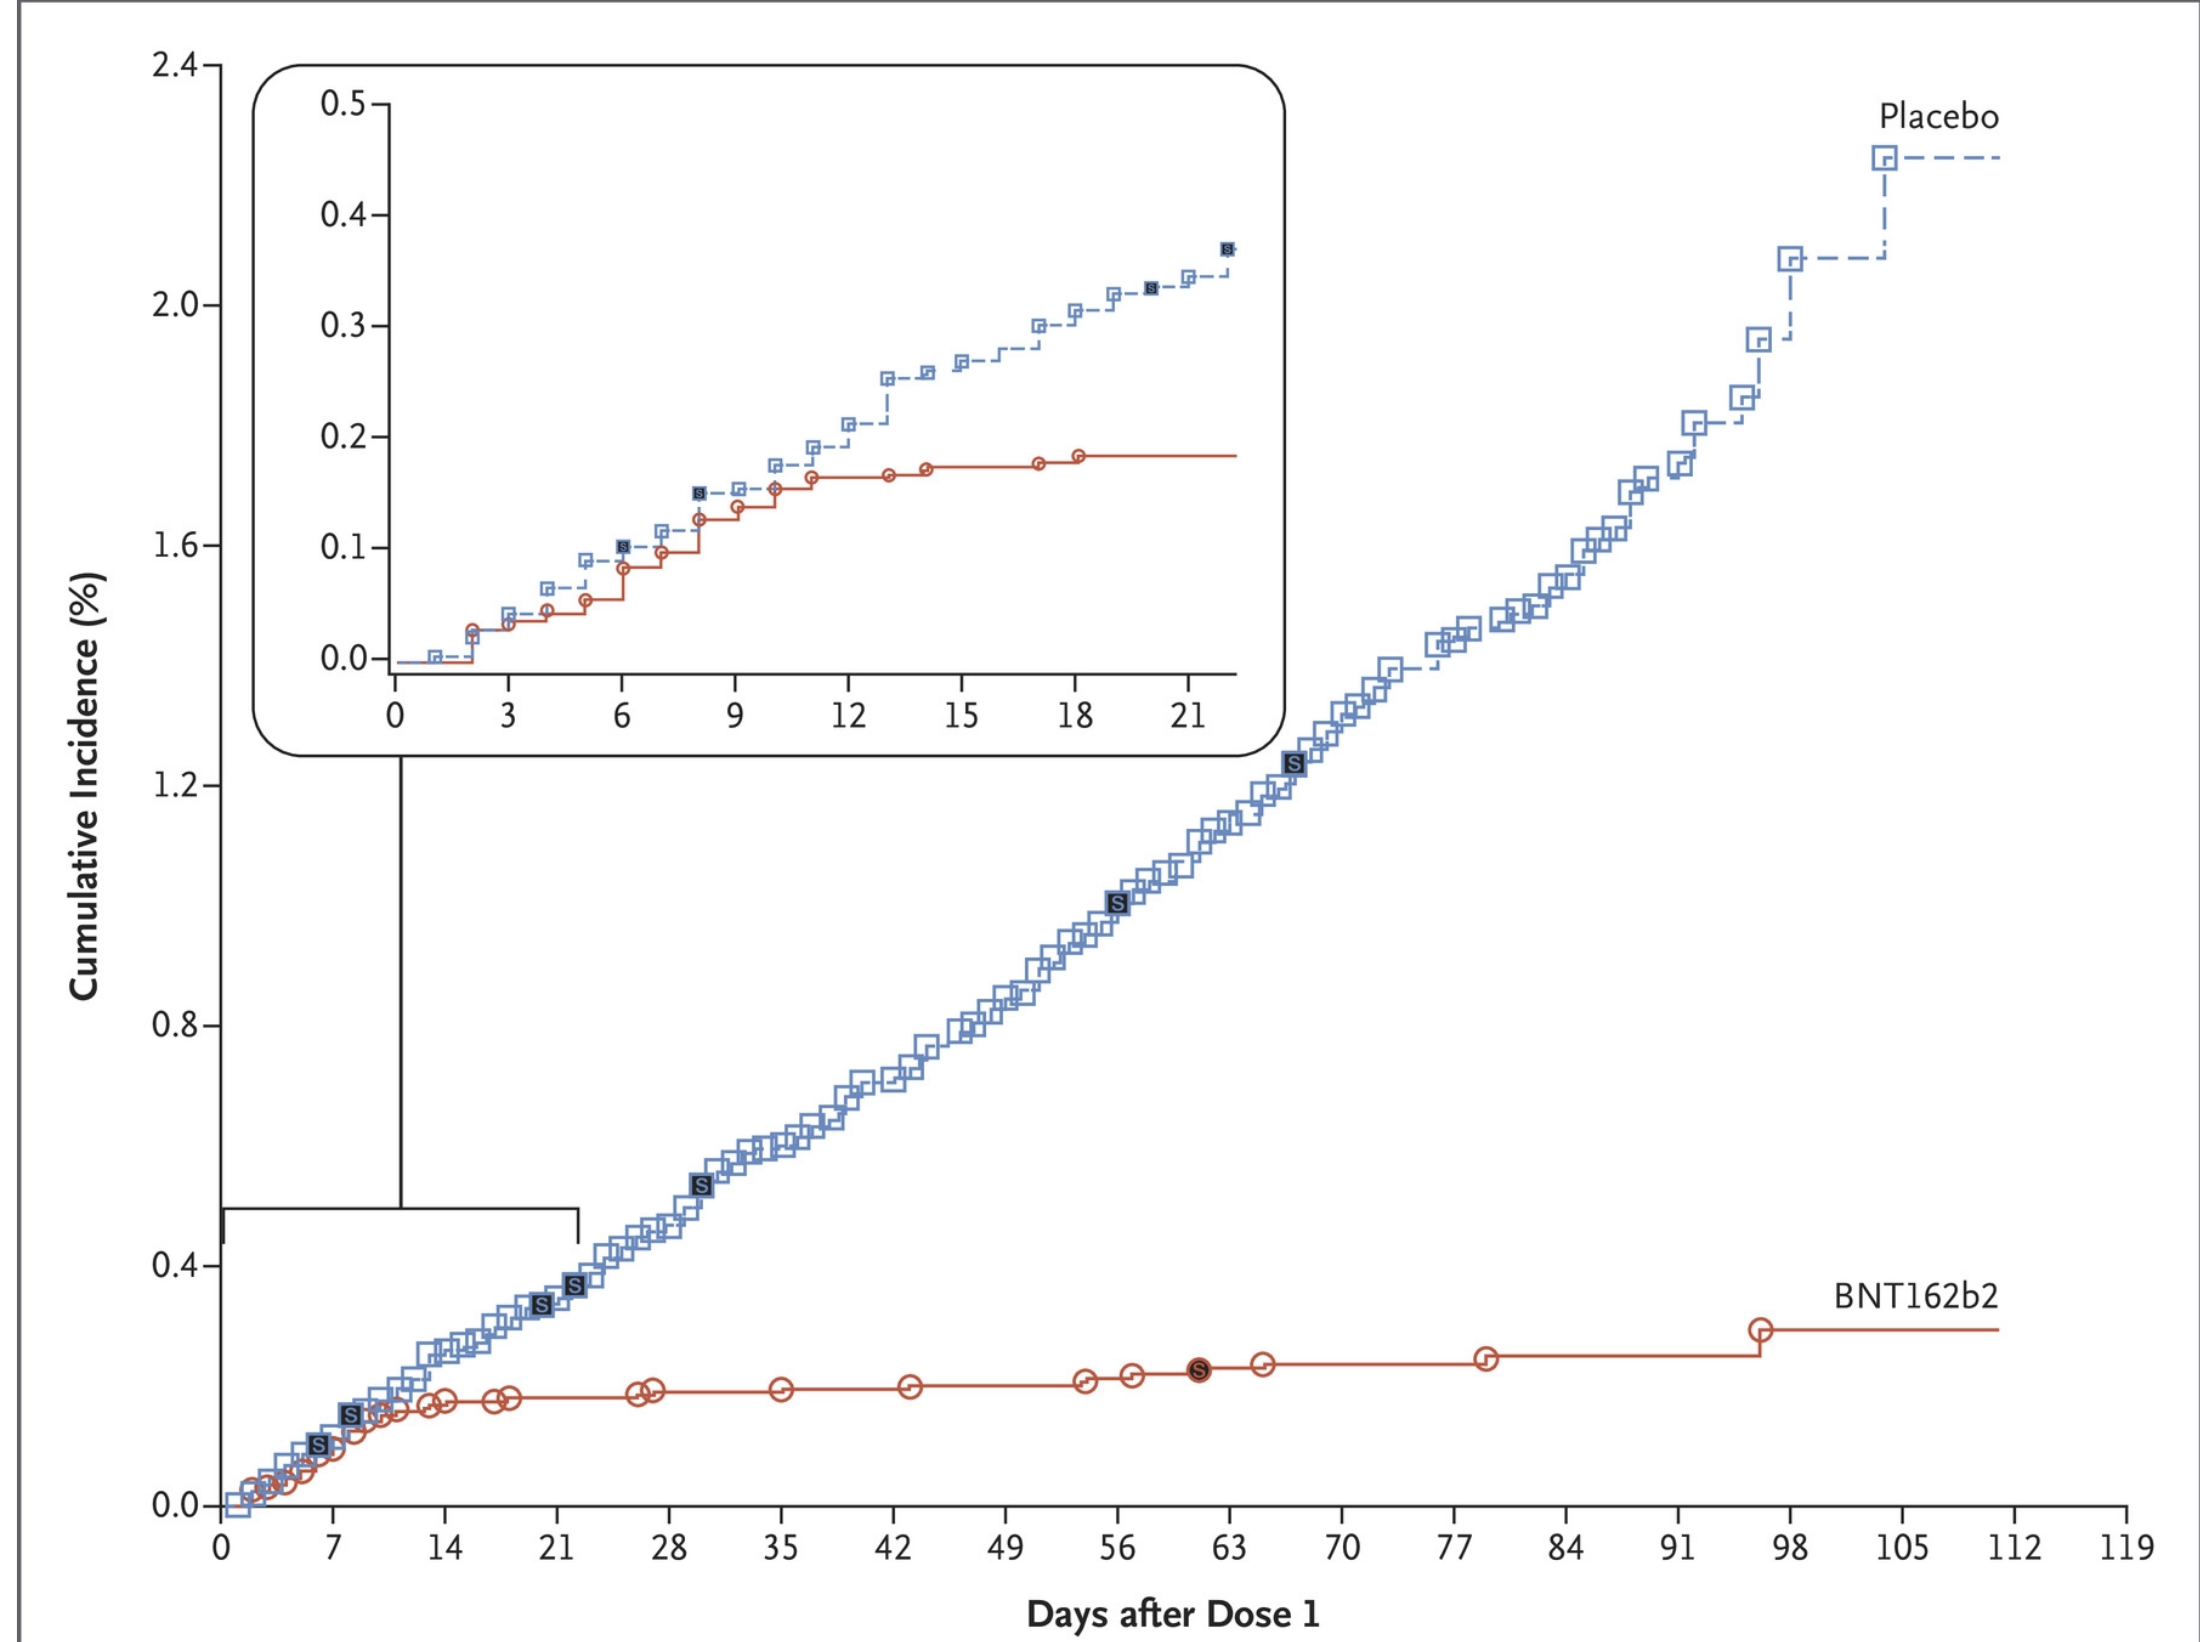 2.4
2.0
1.6
1.2
0.8
0.4
0.0
Cumulative Incidence (%)
0.5
0.4
0.3
0.2
0.1
0.0
0 3 6 9 12 15 18 21
S S S S
Placebo
S
S
S
S
S
S
S
BNT162b2
S
0 7 14 21 28 35 42 49 56 63 70 77 84 91 98 105 112 119
Days after Dose 1